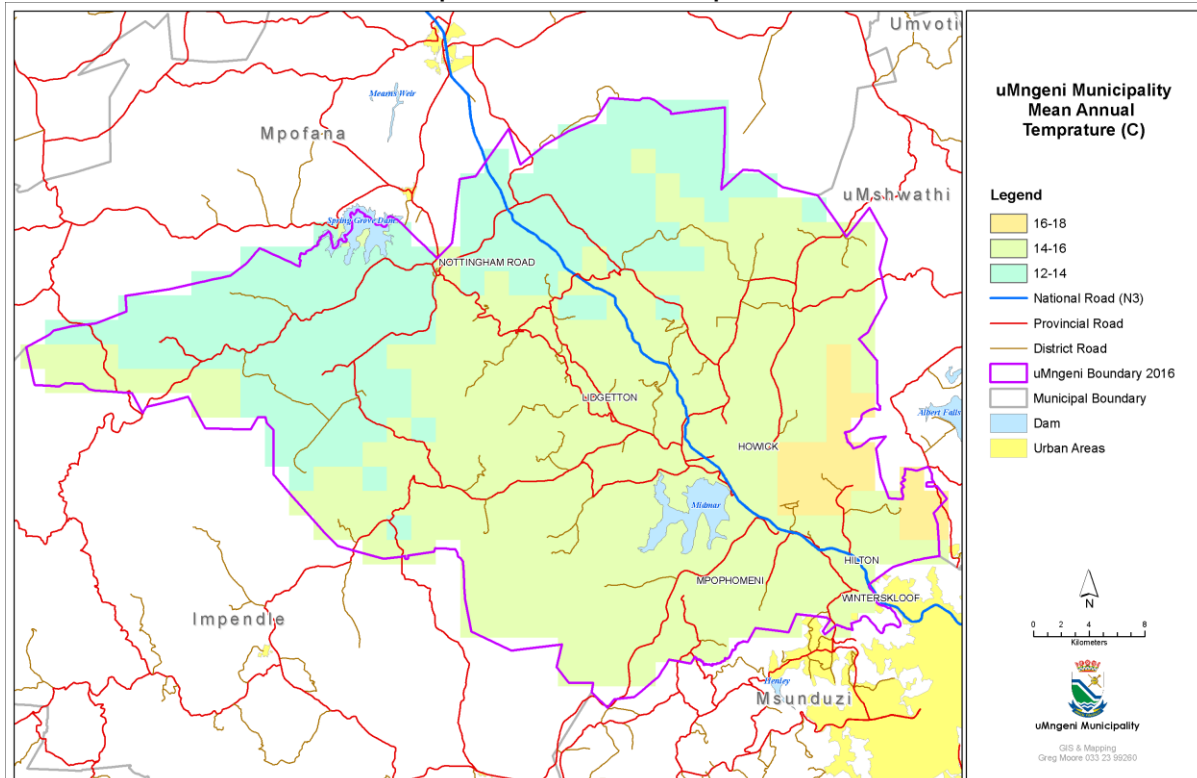 Umvoti
Mearns Weir
Mpofana
uMshwathi
Spring Grove Dam
NOTTINGHAM ROAD
LIDGETTON
Albert Falls
HOWICK
Midmar
HILTON
MPOPHOMENI
WINTERSKLOOF
Impendle
Henley
Msunduzi
uMngeni Municipality
Mean Annual
Temprature (C)
Legend
16-18
14-16
12-14
National Road (N3)
Provincial Road
District Road
uMngeni Boundary 2016
Municipal Boundary
Dam
Urban Areas
N
0 2 4 8
Kilometers
uMngeni Municipality
GIS & Mapping
Greg Moore 033 23 99260